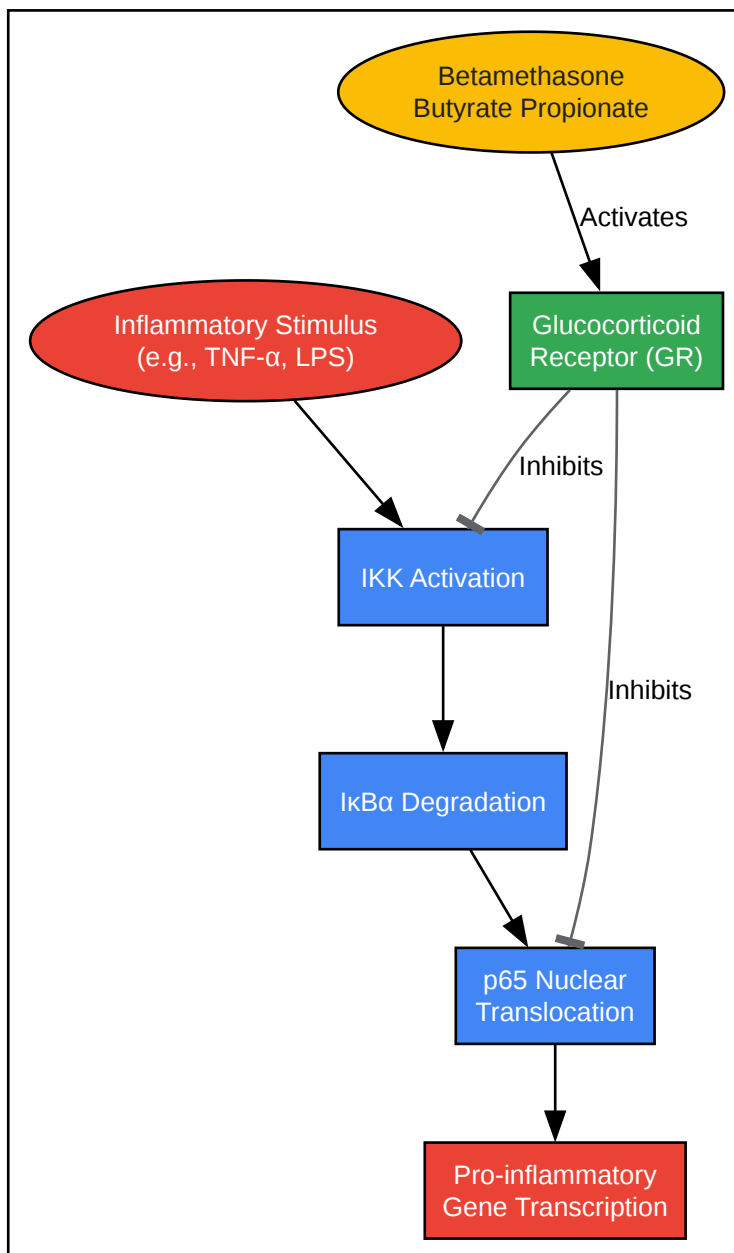 Betamethasone
Butyrate Propionate
Activates
Inflammatory Stimulus
(e.g., TNF-α, LPS)
Glucocorticoid
Receptor (GR)
Inhibits
IKK Activation
Inhibits
IκBα Degradation
p65 Nuclear
Translocation
Pro-inflammatory
Gene Transcription